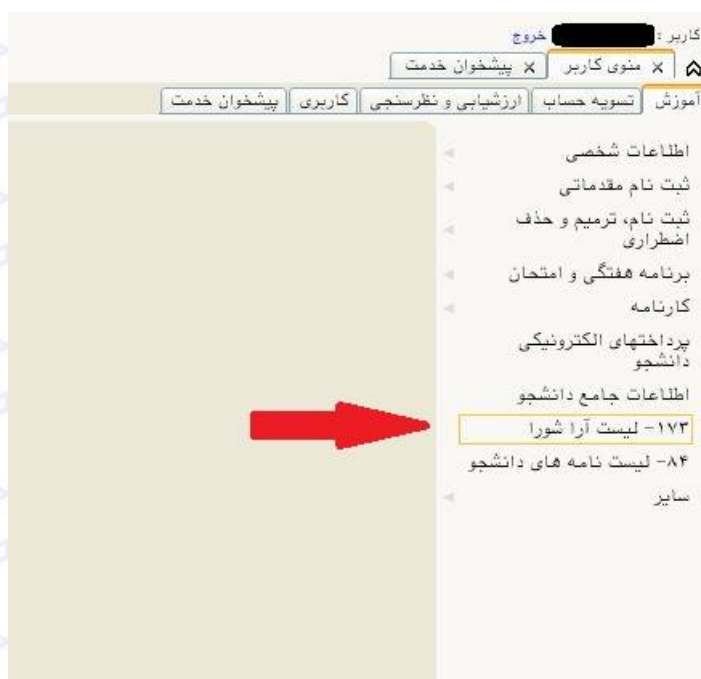 کاربر : خروج
منوی کاربر پیشخوان خدمت
آموزش تسویه حساب ارزشیابی و نظرسنجی کاربری پیشخوان خدمت
اطلاعات شخصی
ثبت نام مقدماتی
ثبت نام، ترمیم و حذف
اضطراری
برنامه هفتگی و امتحان
کارنامه
پرداختهای الکترونیکی
دانشجو
اطلاعات جامع دانشجو
۱۷۳- لیست آرا شورا
۸۴- لیست نامه های دانشجو
سایر